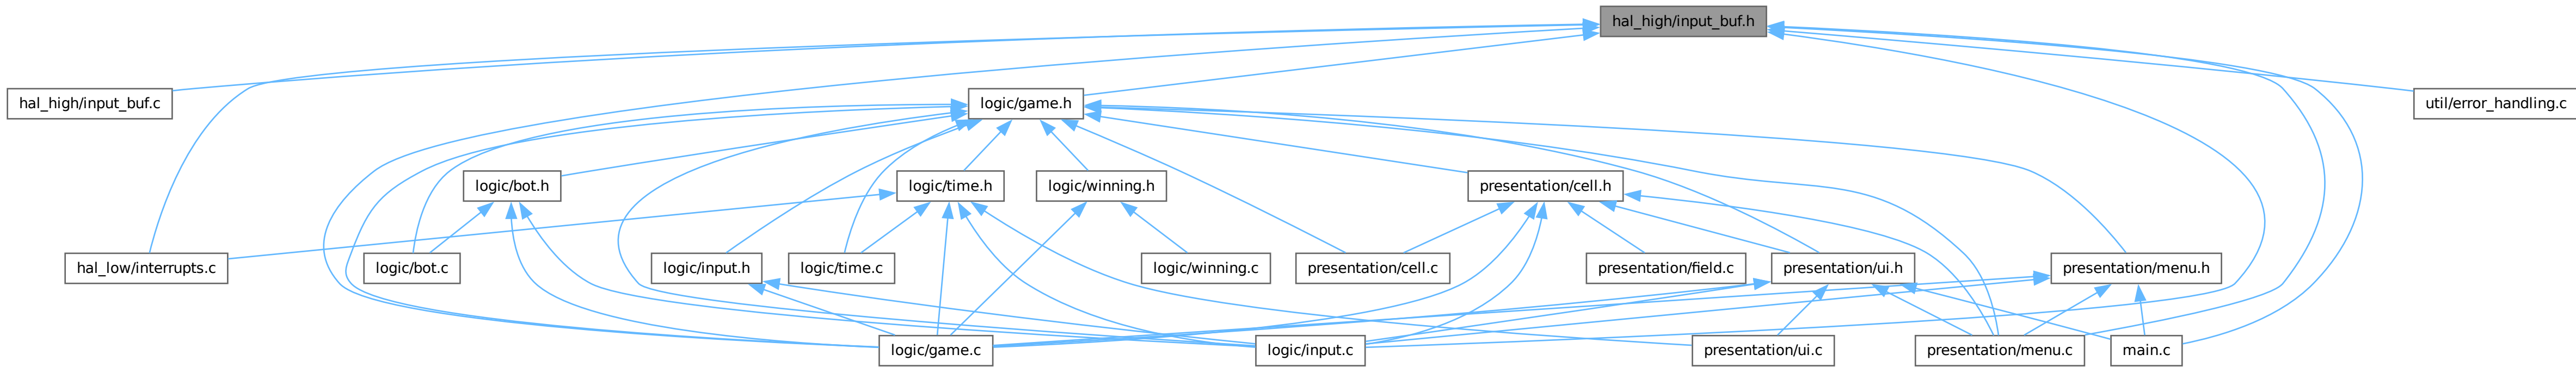 hal_high/input_buf.h
hal_high/input_buf.c
logic/game.h
util/error_handling.c
logic/bot.h
logic/time.h
logic/winning.h
presentation/cell.h
hal_low/interrupts.c
logic/bot.c
logic/input.h
logic/time.c
logic/winning.c
presentation/cell.c
presentation/field.c
presentation/ui.h
presentation/menu.h
logic/game.c
logic/input.c
presentation/ui.c
presentation/menu.c
main.c